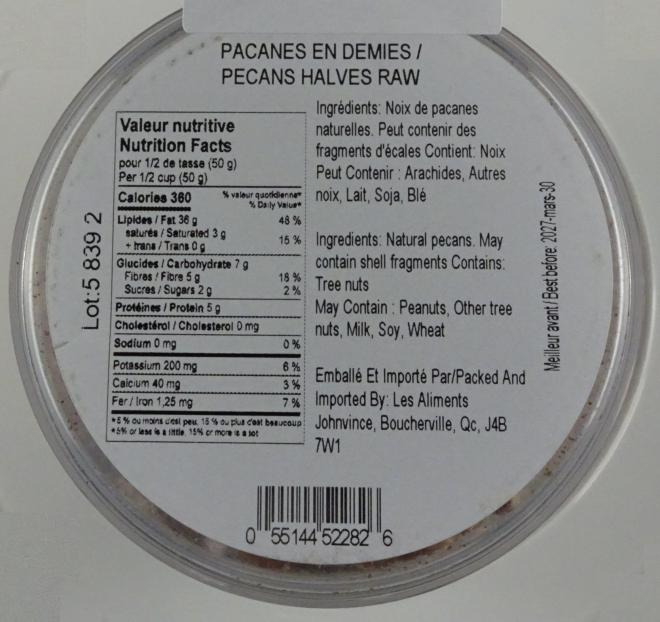 PACANES EN DEMIES /
PECANS HALVES RAW
Valeur nutritive
Nutrition Facts
pour 1/2 de tasse (50 g)
Per 1/2 cup (50 g)
Calories 360
% valeur quotidienne*
% Daily Value*
Lipides / Fat 36 g 48 %
saturés / Saturated 3 g
+ trans / Trans 0 g
15 %
Glucides / Carbohydrate 7 g
Fibres / Fibre 5 g 18 %
Sucres / Sugars 2 g 2 %
Protéines / Protein 5 g
Cholestérol / Cholesterol 0 mg
Sodium 0 mg 0 %
Potassium 200 mg 6 %
Calcium 40 mg 3 %
Fer / Iron 1,25 mg 7 %
*5 % ou moins c'est peu, 15 % ou plus c'est beaucoup
*5% or less is a little, 15% or more is a lot
Ingrédients: Noix de pacanes
naturelles. Peut contenir des
fragments d'écales Contient: Noix
Peut Contenir : Arachides, Autres
noix, Lait, Soja, Blé
Ingredients: Natural pecans. May
contain shell fragments Contains:
Tree nuts
May Contain : Peanuts, Other tree
nuts, Milk, Soy, Wheat
Emballé Et Importé Par/Packed And
Imported By: Les Aliments
Johnvince, Boucherville, Qc, J4B
7W1
Lot:5 839 2
Meilleur avant / Best before: 2027-mars-30
0 55144 52282 6